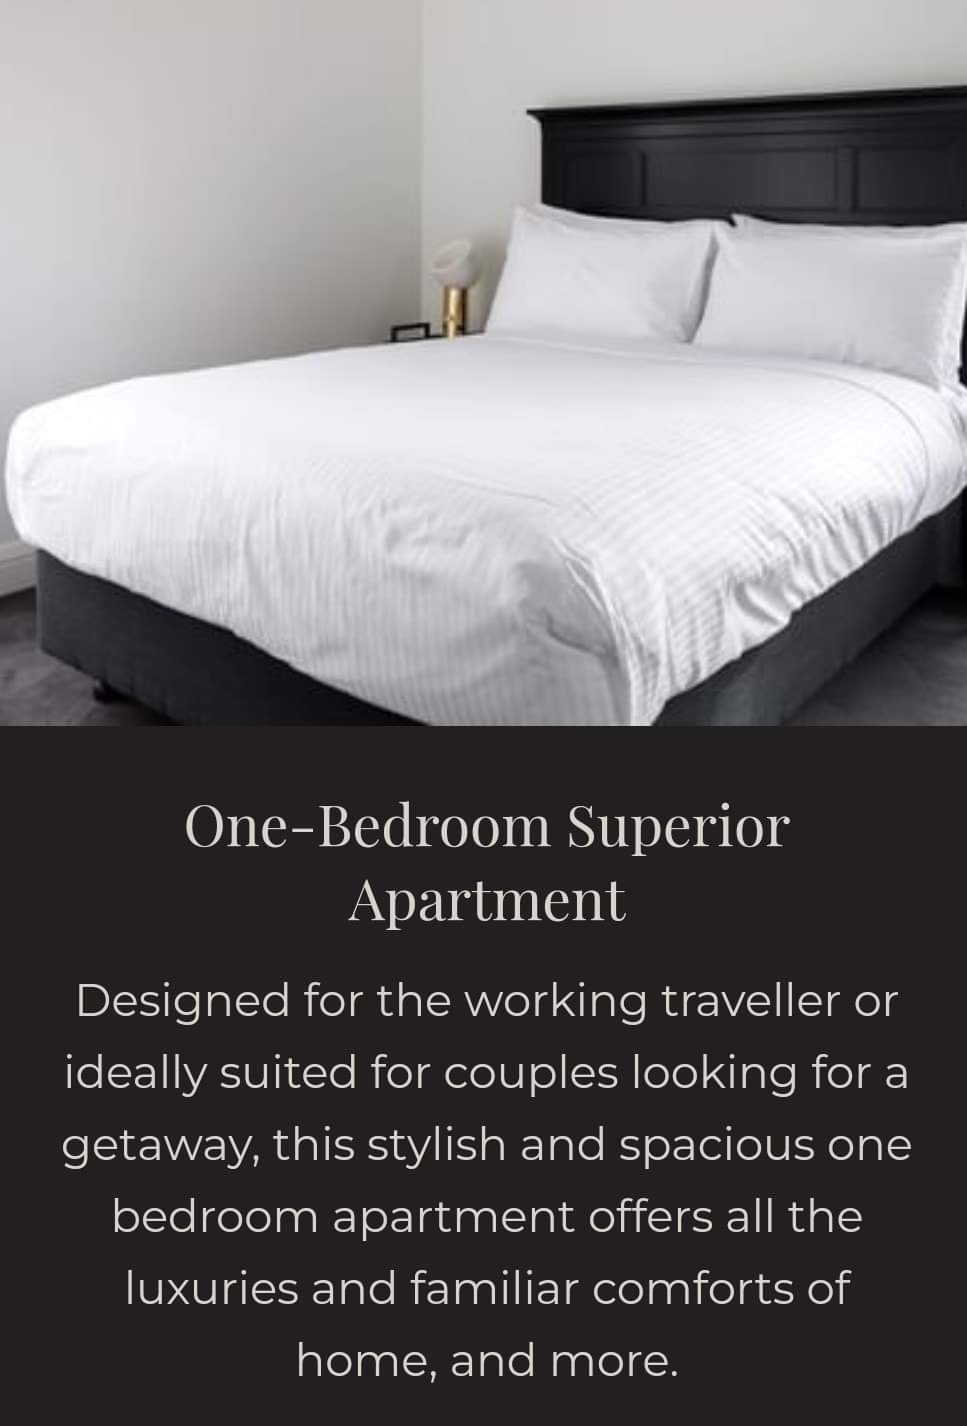 One-Bedroom Superior
Apartment
Designed for the working traveller or
ideally suited for couples looking for a
getaway, this stylish and spacious one
bedroom apartment offers all the
luxuries and familiar comforts of
home, and more.